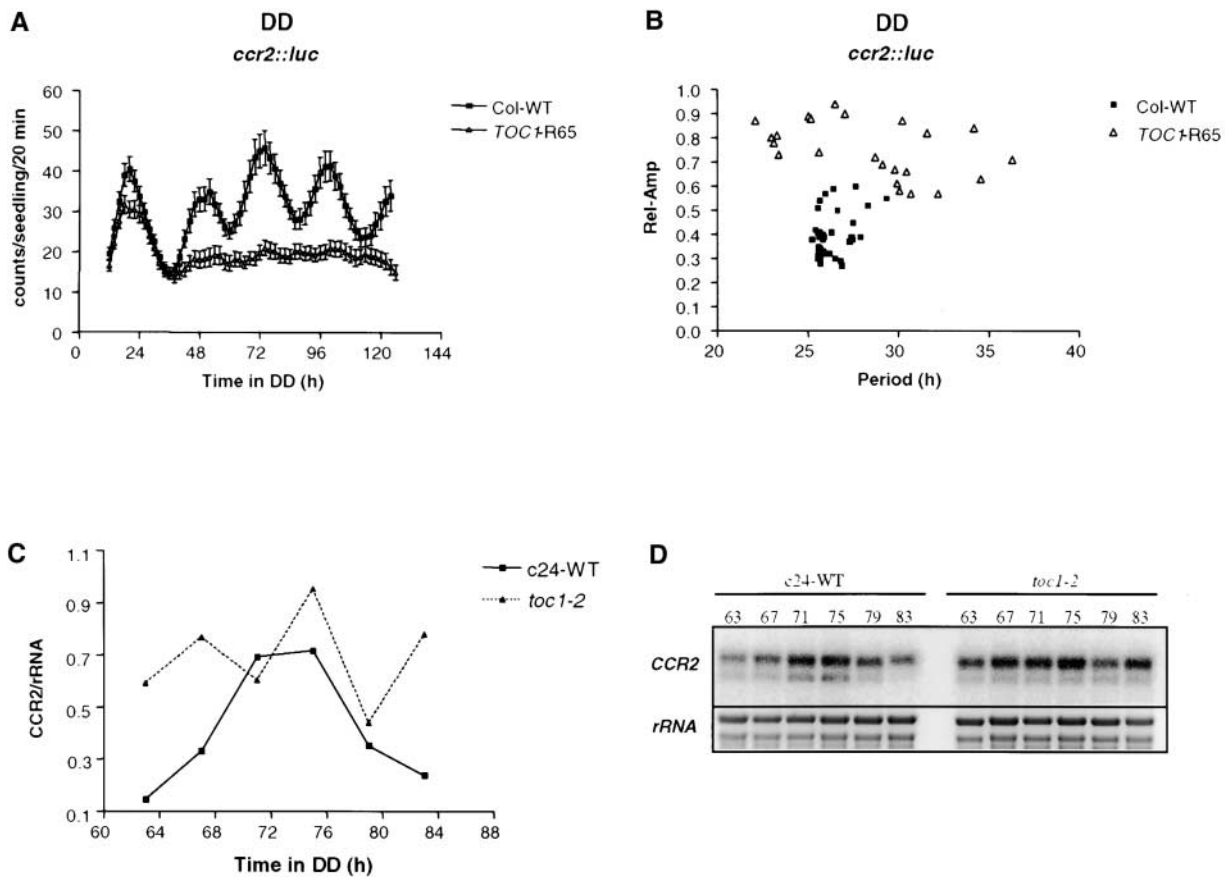 A
DD
ccr2::luc
counts/seedling/20 min
60
50
40
30
20
10
0
0 24 48 72 96 120 144
Time in DD (h)
Col-WT
TOC1-R65
B
DD
ccr2::luc
Rel-Amp
1.0
0.9
0.8
0.7
0.6
0.5
0.4
0.3
0.2
0.1
0.0
20 25 30 35 40
Period (h)
Col-WT
TOC1-R65
C
CCR2/rRNA
1.1
0.9
0.7
0.5
0.3
0.1
60 64 68 72 76 80 84 88
Time in DD (h)
c24-WT
toc1-2
D
c24-WT toc1-2
63 67 71 75 79 83 63 67 71 75 79 83
CCR2
rRNA